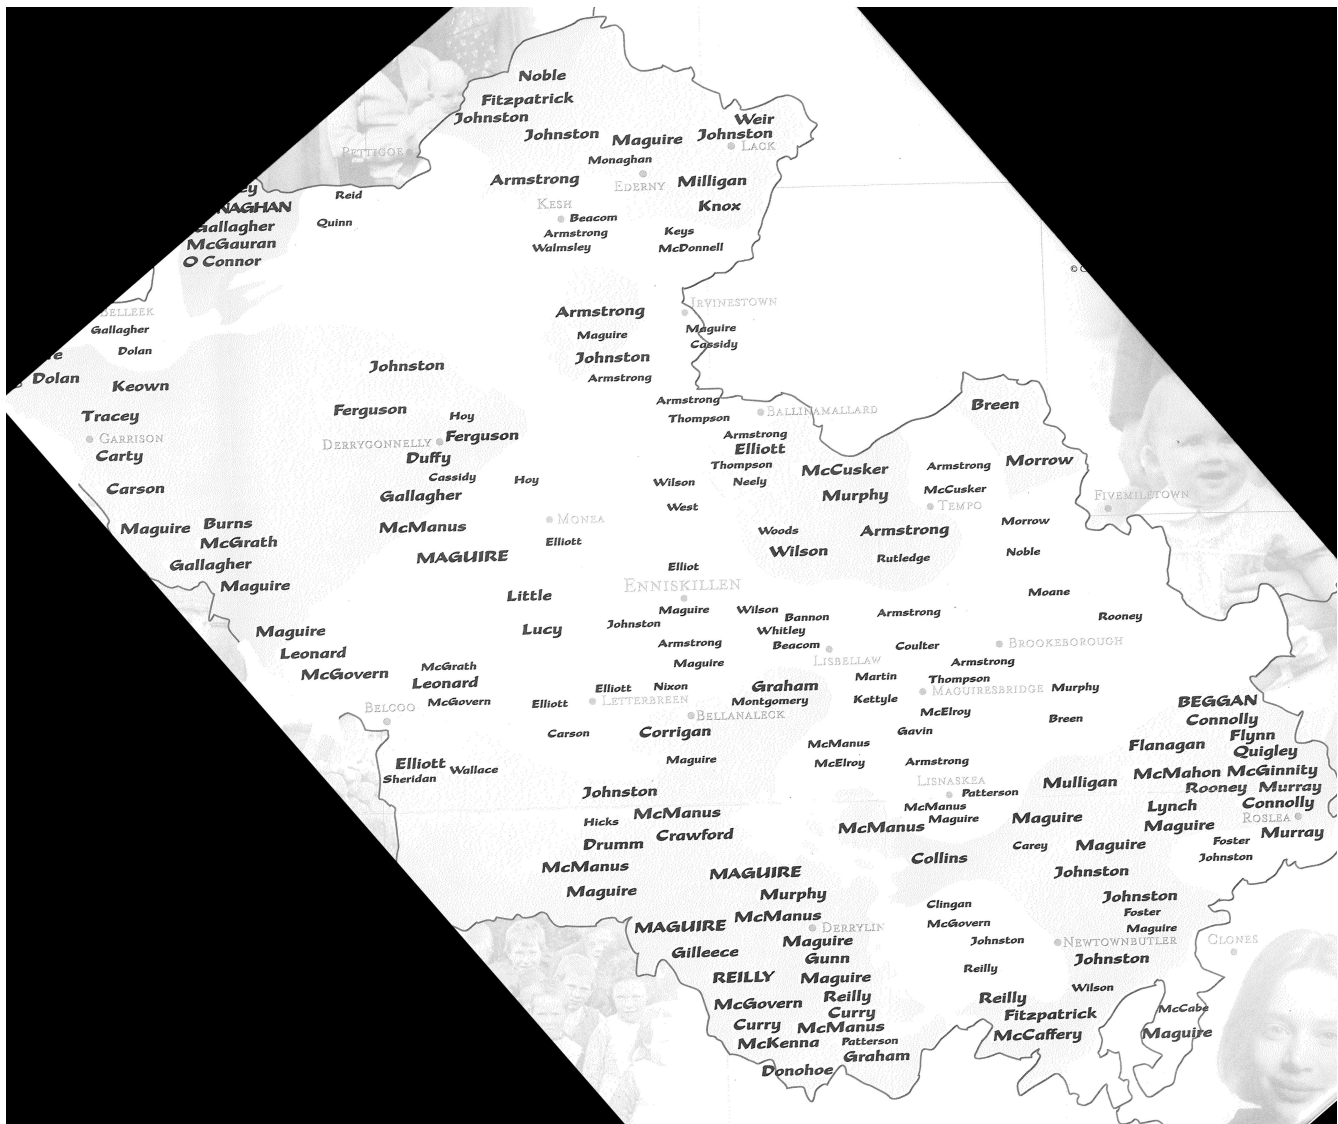 Noble
Fitzpatrick
Johnston
Johnston
Maguire
Weir
Johnston
LACK
PETTIGOE
Monaghan
Armstrong
EDERNY
Milligan
Reid
KESH
Knox
Gallagher
Quinn
Beacom
Armstrong
Keys
McGauran
Walmsley
McDonnell
O Connor
IRVINESTOWN
Armstrong
Gallagher
Maguire
Maguire
Cassidy
Dolan
Johnston
Johnston
Dolan
Armstrong
Keown
Armstrong
Breen
Ferguson
Hoy
Thompson
BALLINAMALLARD
Tracey
GARRISON
DERRYGONNELLY
Ferguson
Armstrong
Elliott
Carty
Duffy
Thompson
McCusker
Armstrong
Morrow
Cassidy
Hoy
Wilson
Neely
Carson
Gallagher
Murphy
McCusker
FIVEMILETOWN
West
TEMPO
Maguire
Burns
McManus
MONEA
Woods
Armstrong
Morrow
McGrath
Elliott
Wilson
Rutledge
Noble
Gallagher
MAGUIRE
Elliot
Maguire
ENNISKILLEN
Little
Moane
Maguire
Wilson
Bannon
Armstrong
Rooney
Maguire
Lucy
Johnston
Whitley
Leonard
Armstrong
Beacom
Coulter
BROOKEBOROUGH
McGovern
McGrath
Maguire
LISBELLAW
Armstrong
Leonard
Elliott
Nixon
Graham
Martin
Thompson
Murphy
McGovern
Elliott
LETTERBREEN
Montgomery
Kettyle
MAGUIRESBRIDGE
BEGGAN
BELCOO
BELLANALECK
McElroy
Breen
Connolly
Carson
Corrigan
McManus
Gavin
Flanagan
Flynn
Quigley
Elliott
Wallace
Maguire
McElroy
Armstrong
McMahon
McGinnity
Sheridan
LISNASKEA
Mulligan
Rooney
Murray
Johnston
Patterson
Lynch
Connolly
Hicks
McManus
McManus
Maguire
Maguire
Maguire
ROSLEA
Drumm
Crawford
McManus
Carey
Maguire
Foster
Murray
McManus
Collins
Johnston
Johnston
Maguire
MAGUIRE
Murphy
Clingan
Johnston
Foster
MAGUIRE
McManus
DERRYLIN
McGovern
Maguire
Gilleece
Maguire
Johnston
NEWTOWNBUTLER
CLONES
Gunn
Johnston
REILLY
Maguire
Reilly
Wilson
McGovern
Reilly
Reilly
McCabe
Curry
Curry
McManus
Fitzpatrick
Maguire
McKenna
Patterson
McCaffery
Graham
Donohoe